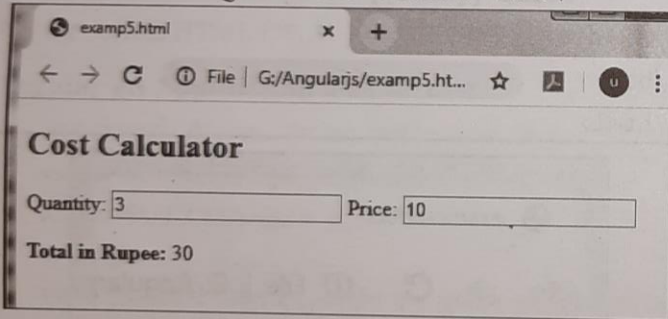 examp5.html
File G:/Angularjs/examp5.ht...
Cost Calculator
Quantity: 3 Price: 10
Total in Rupee: 30